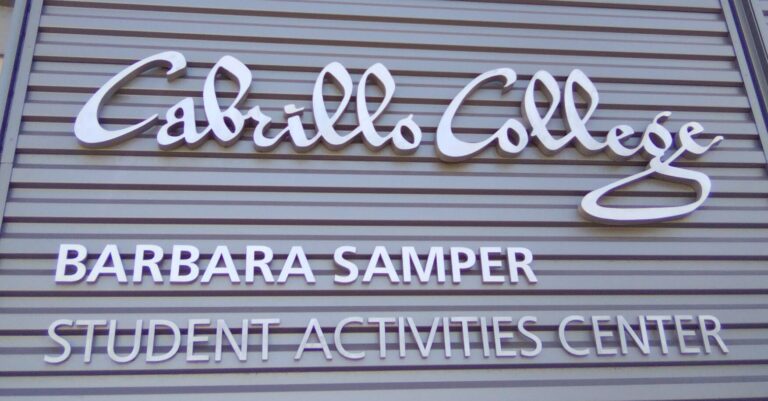 Cabrillo College
BARBARA SAMPER
STUDENT ACTIVITIES CENTER